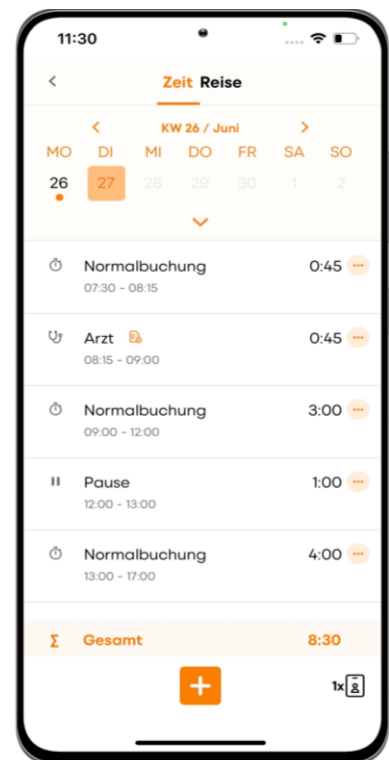 11:30
Zeit Reise
KW 26 / Juni
MO DI MI DO FR SA SO
26 27 28 29 30 1 2
Normalbuchung 0:45
07:30 - 08:15
Arzt 0:45
08:15 - 09:00
Normalbuchung 3:00
09:00 - 12:00
Pause 1:00
12:00 - 13:00
Normalbuchung 4:00
13:00 - 17:00
Σ Gesamt 8:30
1x